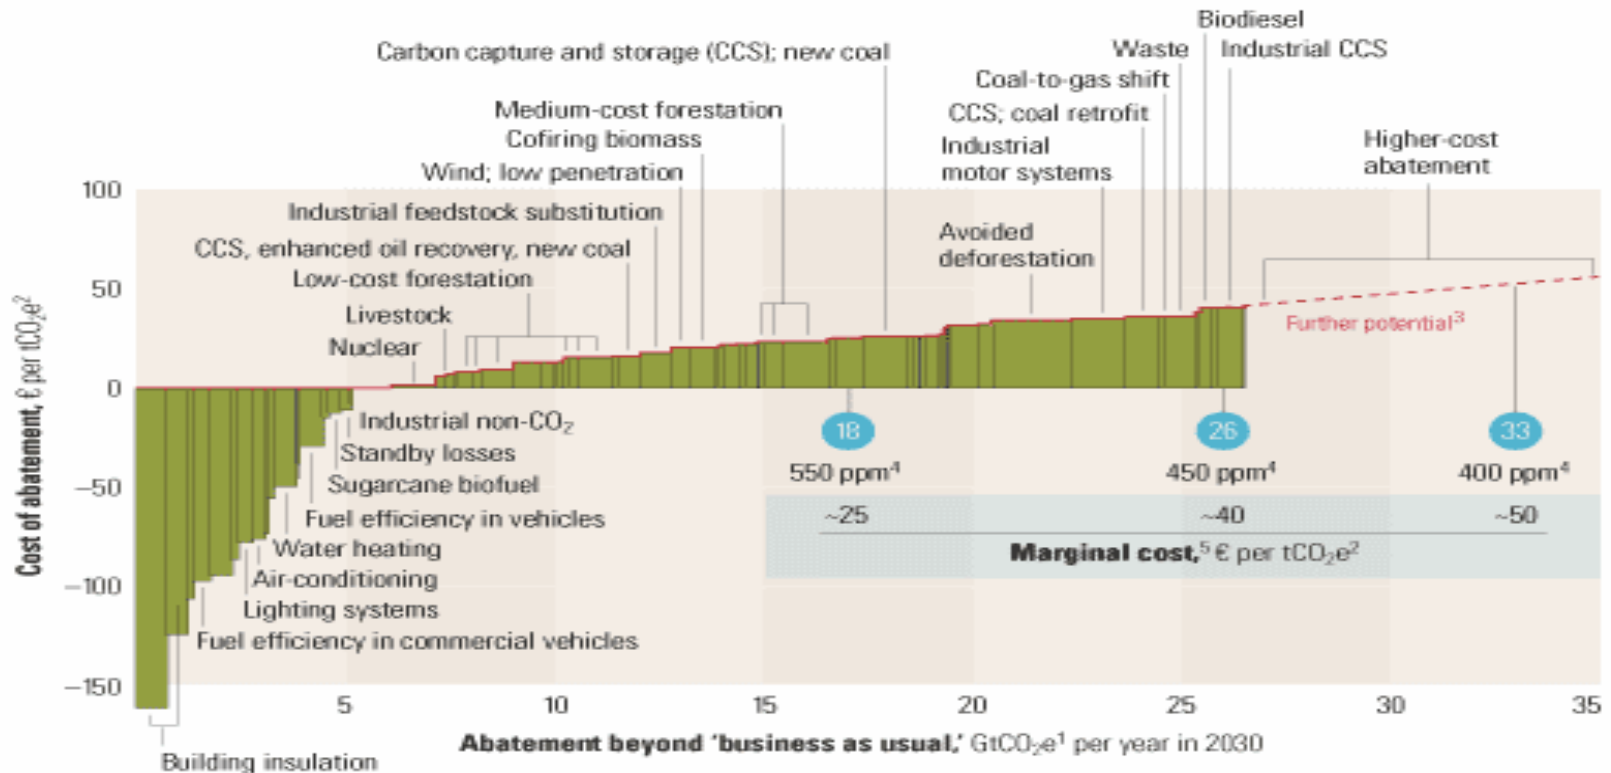 Biodiesel
Carbon capture and storage (CCS); new coal
Waste
Industrial CCS
Coal-to-gas shift
Medium-cost forestation
CCS; coal retrofit
Cofiring biomass
Industrial
motor systems
Higher-cost
abatement
Wind; low penetration
100
Industrial feedstock substitution
CCS, enhanced oil recovery, new coal
Avoided
deforestation
Low-cost forestation
50
Livestock
Further potential³
Nuclear
0
Industrial non-CO₂
18
26
33
Standby losses
550 ppm⁴
450 ppm⁴
400 ppm⁴
–50
Sugarcane biofuel
Fuel efficiency in vehicles
~25
~40
~50
Water heating
Marginal cost,⁵ € per tCO₂e²
Air-conditioning
–100
Lighting systems
Fuel efficiency in commercial vehicles
–150
5
10
15
20
25
30
35
Cost of abatement, € per tCO₂e²
Abatement beyond 'business as usual,' GtCO₂e¹ per year in 2030
Building insulation